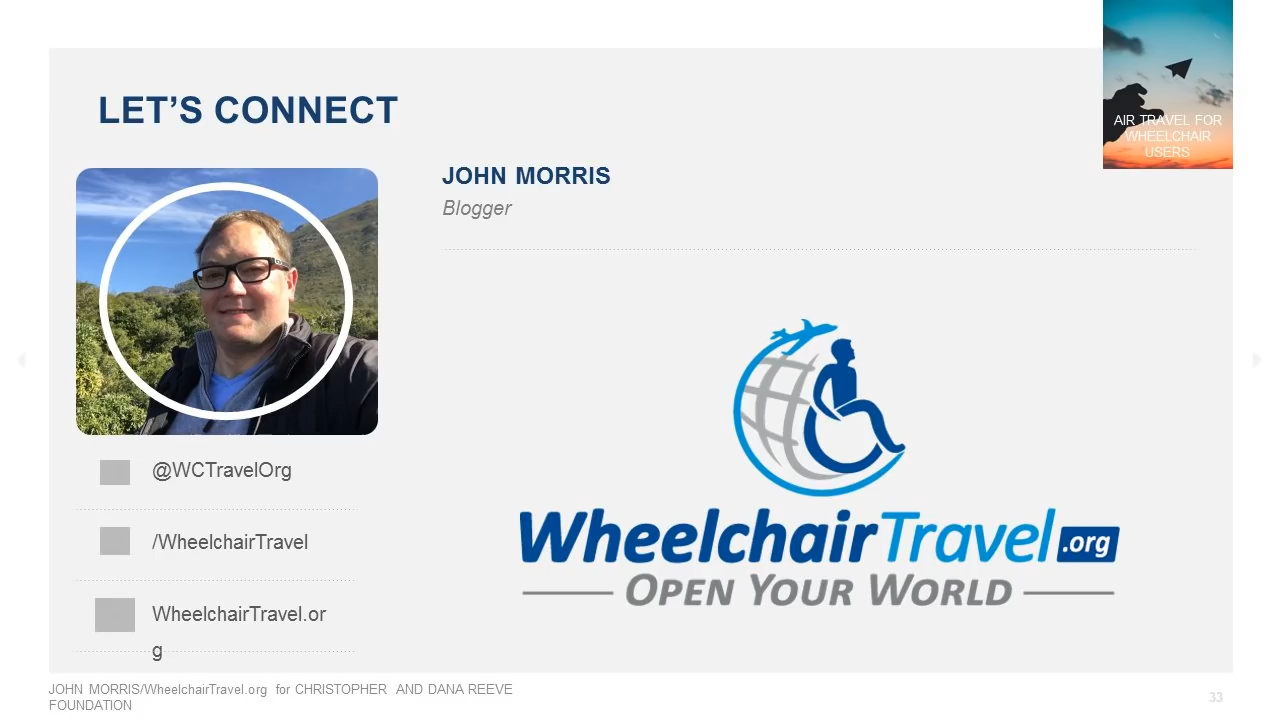 LET’S CONNECT
AIR TRAVEL FOR
WHEELCHAIR
USERS
JOHN MORRIS
Blogger
@WCTravelOrg
/WheelchairTravel
WheelchairTravel.or
g
WheelchairTravel.org
OPEN YOUR WORLD
JOHN MORRIS/WheelchairTravel.org for CHRISTOPHER AND DANA REEVE
FOUNDATION
33